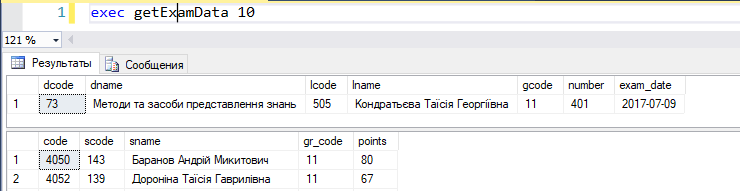 1 exec getExamData 10
121 %
Результаты Сообщения
dcode dname lcode lname gcode number exam_date
1 73 Методи та засоби представлення знань 505 Кондратьєва Таїсія Георгіївна 11 401 2017-07-09
code scode sname gr_code points
1 4050 143 Баранов Андрій Микитович 11 80
2 4052 139 Дороніна Таїсія Гаврилівна 11 67